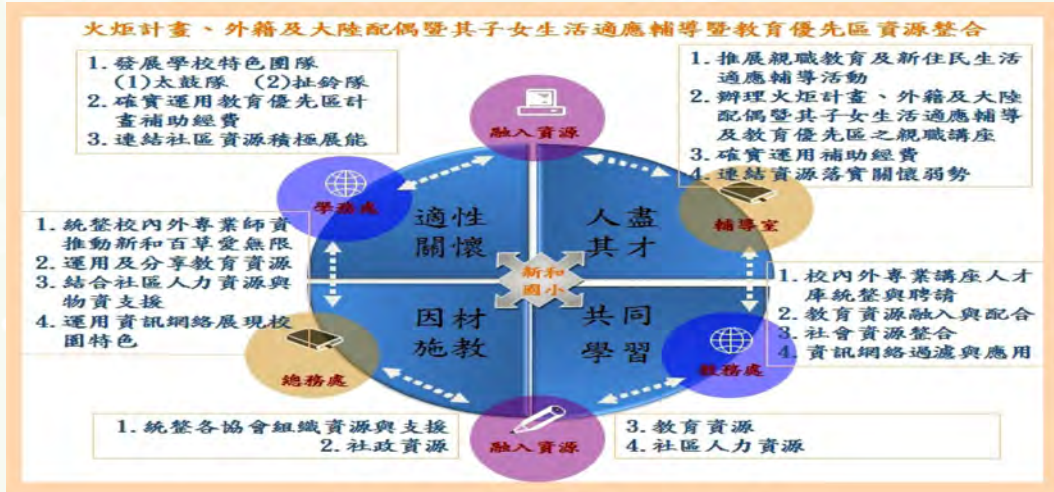 火炬計畫、外籍及大陸配偶暨其子女生活適應輔導暨教育優先區資源整合
1. 發展學校特色團隊
(1)太鼓隊 (2)扯鈴隊
2. 確實運用教育優先區計
畫補助經費
3. 連結社區資源積極展能
融入資源
1. 推展親職教育及新住民生活
適應輔導活動
2. 辦理火炬計畫、外籍及大陸
配偶暨其子女生活適應輔導
及教育優先區之親職講座
3. 確實運用補助經費
4. 連結資源落實關懷弱勢
學務處
輔導室
適性
關懷
人盡
其才
新和
國小
因材
施教
共同
學習
1. 統整校內外專業師資
推動新和百草愛無限
2. 運用及分享教育資源
3. 結合社區人力資源與
物資支援
4. 運用資訊網絡展現校
園特色
總務處
1. 校內外專業講座人才
庫統整與聘請
2. 教育資源融入與配合
3. 社會資源整合
4. 資訊網絡過濾與應用
教務處
1. 統整各協會組織資源與支援
2. 社政資源
融入資源
3. 教育資源
4. 社區人力資源